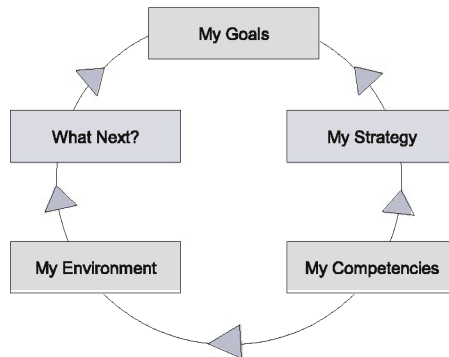 My Goals
What Next?
My Strategy
My Environment
My Competencies